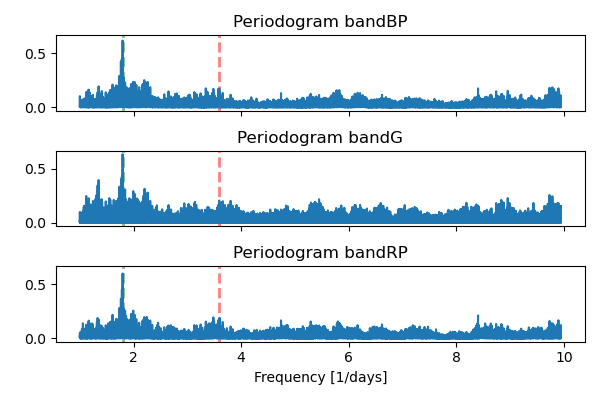 Periodogram bandBP
0.5
0.0
Periodogram bandG
0.5
0.0
Periodogram bandRP
0.5
0.0
2 4 6 8 10
Frequency [1/days]